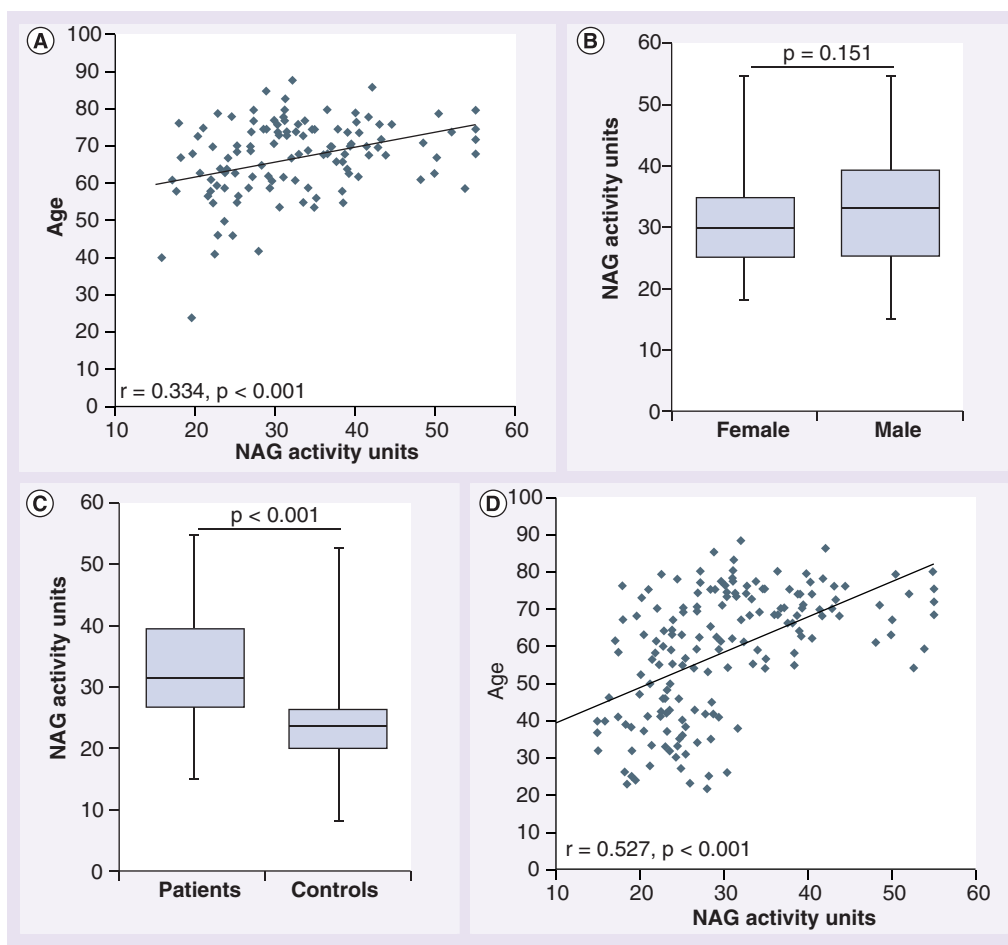 A
100
90
80
70
60
50
40
30
20
10
0
Age
r = 0.334, p < 0.001
10 20 30 40 50 60
NAG activity units
B
60
50
40
30
20
10
0
NAG activity units
p = 0.151
Female Male
C
60
50
40
30
20
10
0
NAG activity units
p < 0.001
Patients Controls
D
100
90
80
70
60
50
40
30
20
10
0
Age
r = 0.527, p < 0.001
10 20 30 40 50 60
NAG activity units